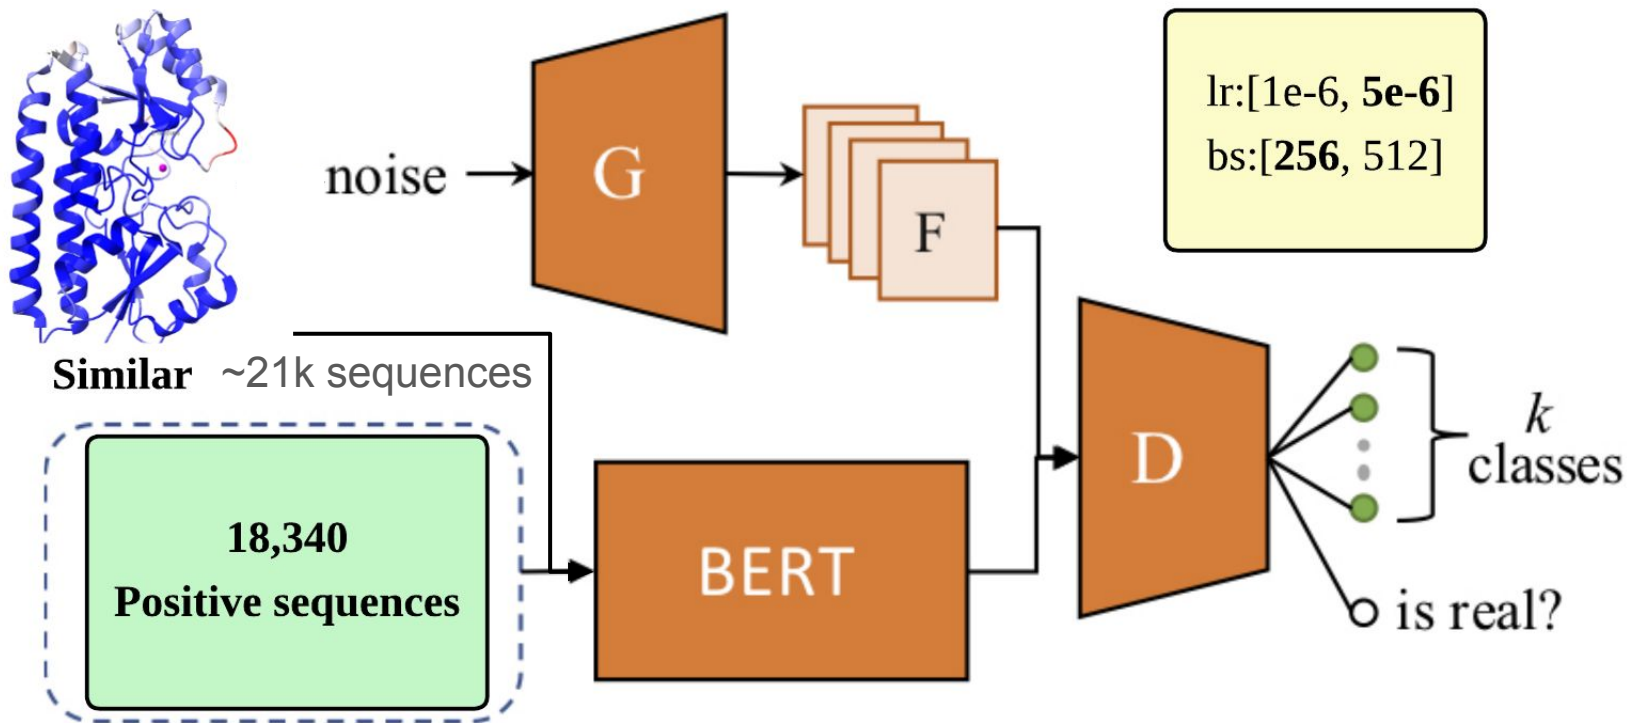 noise
G
F
lr:[1e-6, 5e-6]
bs:[256, 512]
Similar ~21k sequences
18,340
Positive sequences
BERT
D
k
classes
is real?